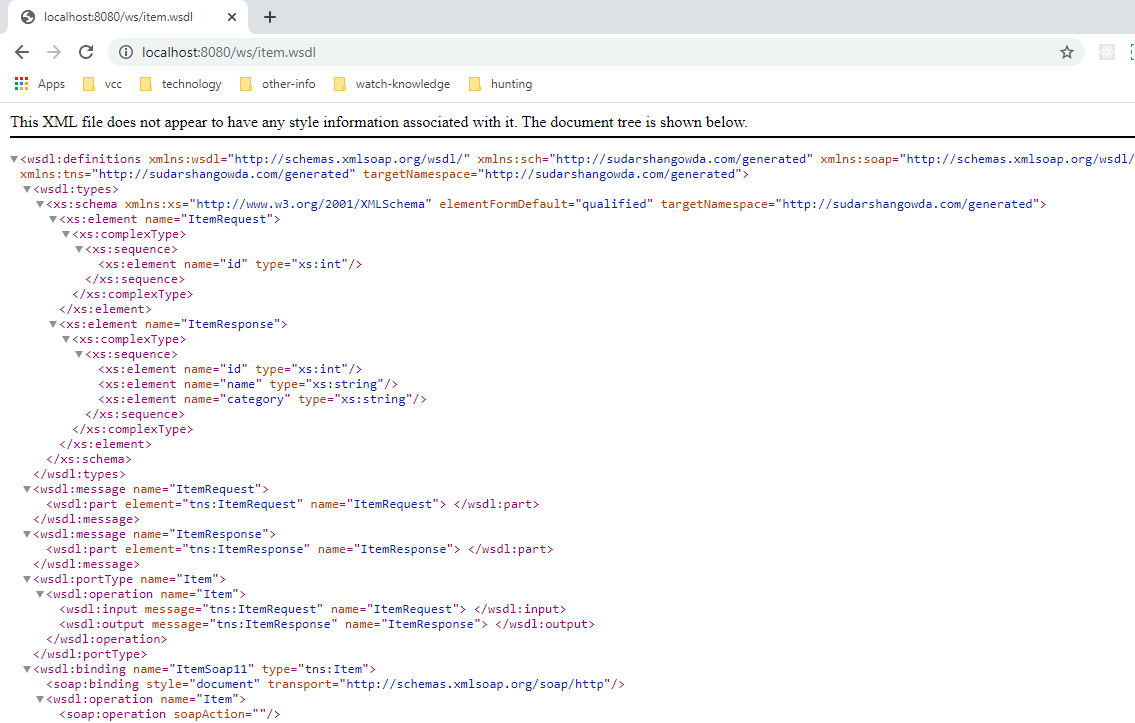 localhost:8080/ws/item.wsdl
localhost:8080/ws/item.wsdl
Apps vcc technology other-info watch-knowledge hunting
This XML file does not appear to have any style information associated with it. The document tree is shown below.
<wsdl:definitions xmlns:wsdl="http://schemas.xmlsoap.org/wsdl/" xmlns:sch="http://sudarshangowda.com/generated" xmlns:soap="http://schemas.xmlsoap.org/wsdl/
xmlns:tns="http://sudarshangowda.com/generated" targetNamespace="http://sudarshangowda.com/generated">
<wsdl:types>
<xs:schema xmlns:xs="http://www.w3.org/2001/XMLSchema" elementFormDefault="qualified" targetNamespace="http://sudarshangowda.com/generated">
<xs:element name="ItemRequest">
<xs:complexType>
<xs:sequence>
<xs:element name="id" type="xs:int"/>
</xs:sequence>
</xs:complexType>
</xs:element>
<xs:element name="ItemResponse">
<xs:complexType>
<xs:sequence>
<xs:element name="id" type="xs:int"/>
<xs:element name="name" type="xs:string"/>
<xs:element name="category" type="xs:string"/>
</xs:sequence>
</xs:complexType>
</xs:element>
</xs:schema>
</wsdl:types>
<wsdl:message name="ItemRequest">
<wsdl:part element="tns:ItemRequest" name="ItemRequest"> </wsdl:part>
</wsdl:message>
<wsdl:message name="ItemResponse">
<wsdl:part element="tns:ItemResponse" name="ItemResponse"> </wsdl:part>
</wsdl:message>
<wsdl:portType name="Item">
<wsdl:operation name="Item">
<wsdl:input message="tns:ItemRequest" name="ItemRequest"> </wsdl:input>
<wsdl:output message="tns:ItemResponse" name="ItemResponse"> </wsdl:output>
</wsdl:operation>
</wsdl:portType>
<wsdl:binding name="ItemSoap11" type="tns:Item">
<soap:binding style="document" transport="http://schemas.xmlsoap.org/soap/http"/>
<wsdl:operation name="Item">
<soap:operation soapAction=""/>